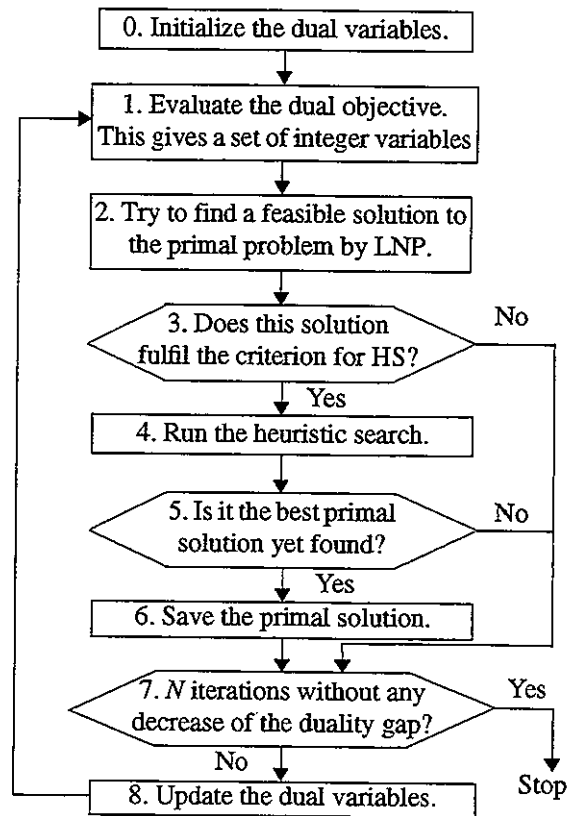 0. Initialize the dual variables.
1. Evaluate the dual objective.
This gives a set of integer variables
2. Try to find a feasible solution to
the primal problem by LNP.
3. Does this solution
fulfil the criterion for HS?
No
Yes
4. Run the heuristic search.
5. Is it the best primal
solution yet found?
No
Yes
6. Save the primal solution.
7. N iterations without any
decrease of the duality gap?
Yes
No
Stop
8. Update the dual variables.